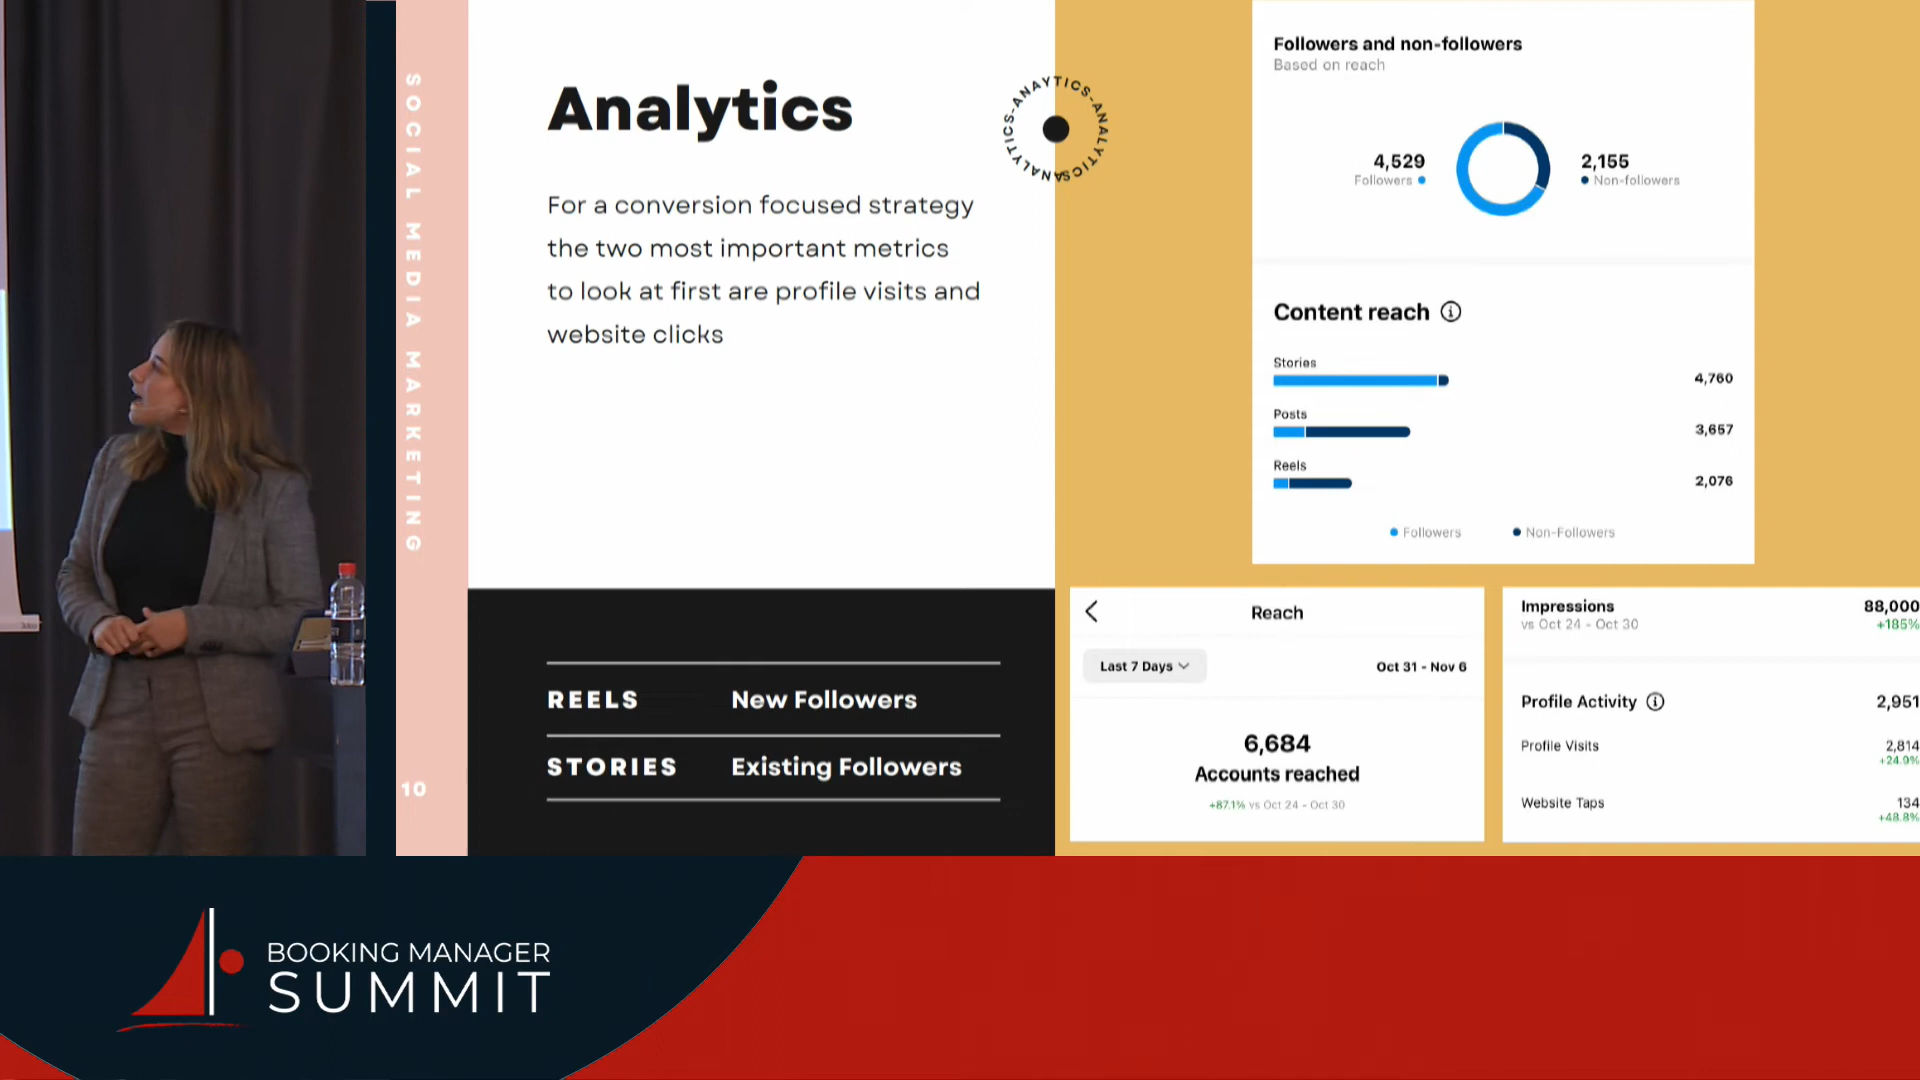 SOCIAL MEDIA MARKETING
10
Analytics
ANALYTICS-ANAYTICS-ANALYTICS
For a conversion focused strategy
the two most important metrics
to look at first are profile visits and
website clicks
REELS New Followers
STORIES Existing Followers
Followers and non-followers
Based on reach
4,529
Followers
2,155
Non-followers
Content reach
Stories
4,760
Posts
3,657
Reels
2,076
Followers Non-Followers
Reach
Last 7 Days Oct 31 - Nov 6
6,684
Accounts reached
+87.1% vs Oct 24 - Oct 30
Impressions 88,000
vs Oct 24 - Oct 30 +185%
Profile Activity 2,951
Profile Visits 2,814
+24.9%
Website Taps 134
+48.8%
BOOKING MANAGER
SUMMIT